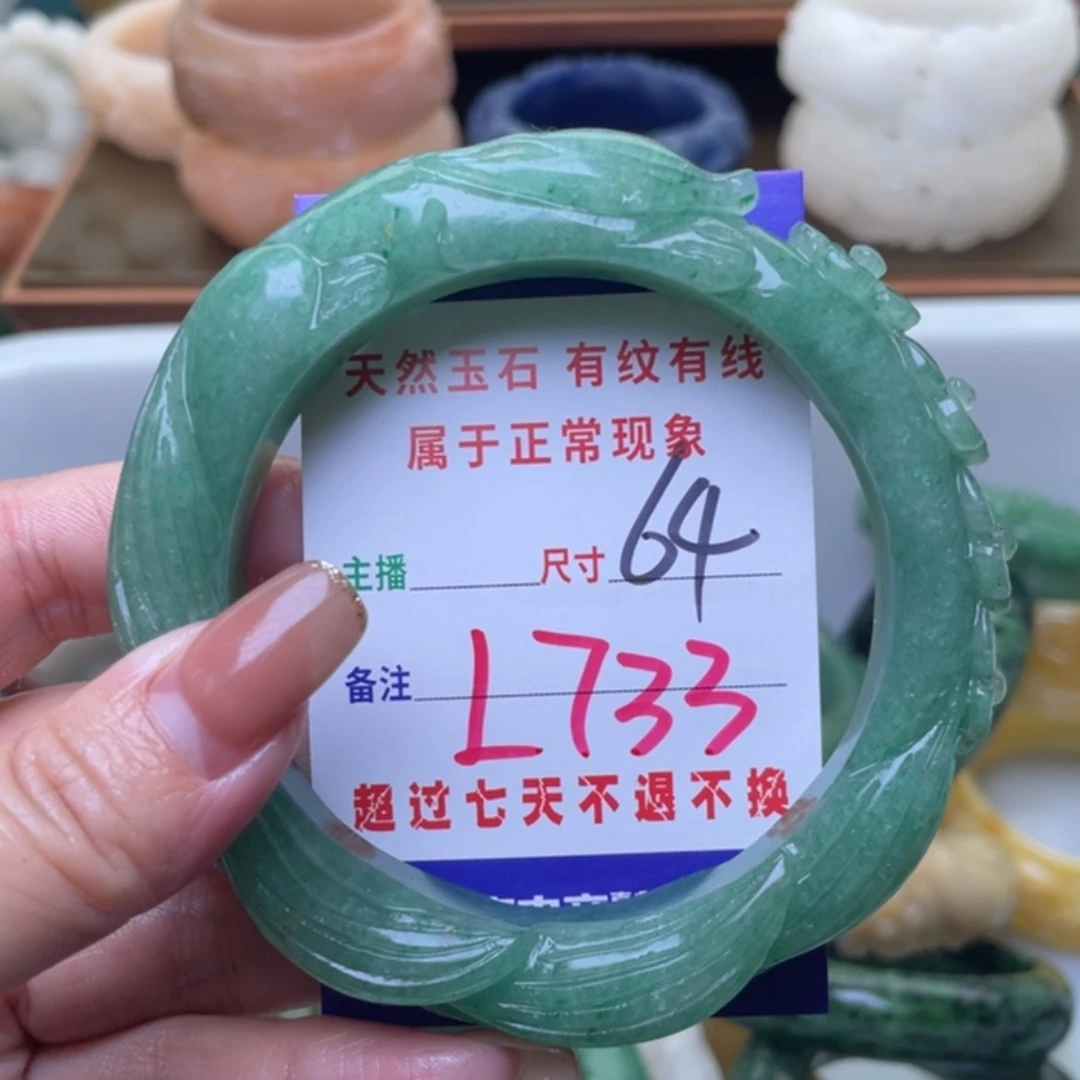 天然玉石 有纹有线
属于正常现象
主播 尺寸 64
备注 L733
超过七天不退不换